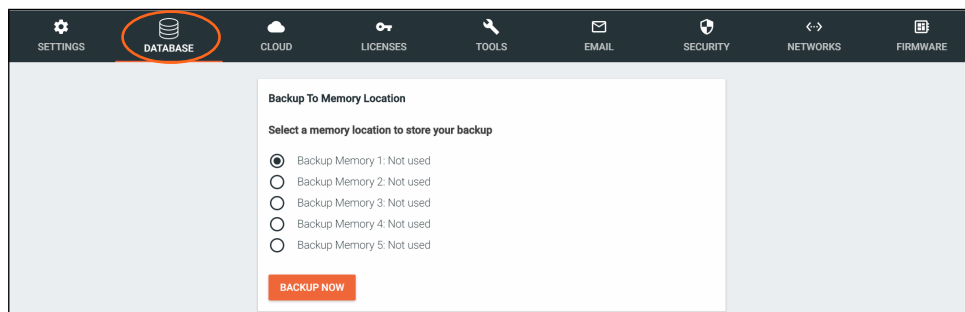 SETTINGS DATABASE CLOUD LICENSES TOOLS EMAIL SECURITY NETWORKS FIRMWARE
Backup To Memory Location
Select a memory location to store your backup
Backup Memory 1: Not used
Backup Memory 2: Not used
Backup Memory 3: Not used
Backup Memory 4: Not used
Backup Memory 5: Not used
BACKUP NOW